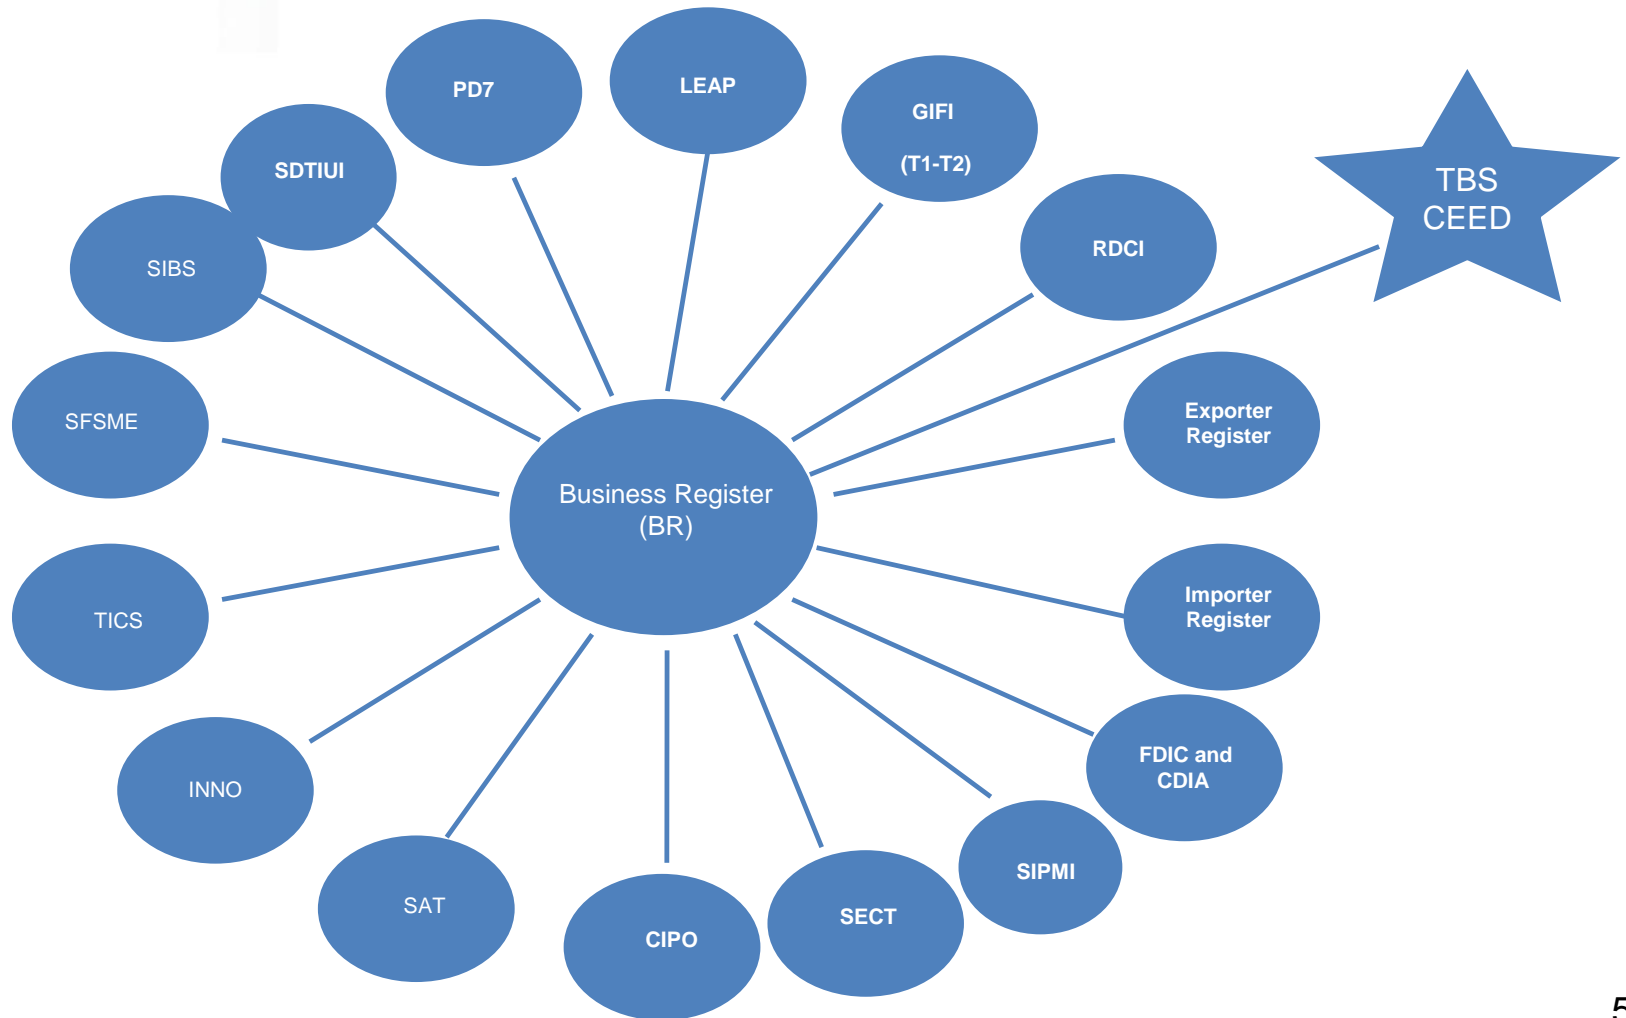 LEAP
PD7
GIFI
(T1-T2)
SDTIUI
TBS
CEED
RDCI
SIBS
Exporter
Register
SFSME
Business Register
(BR)
Importer
Register
TICS
FDIC and
CDIA
INNO
SIPMI
SAT
SECT
CIPO
5